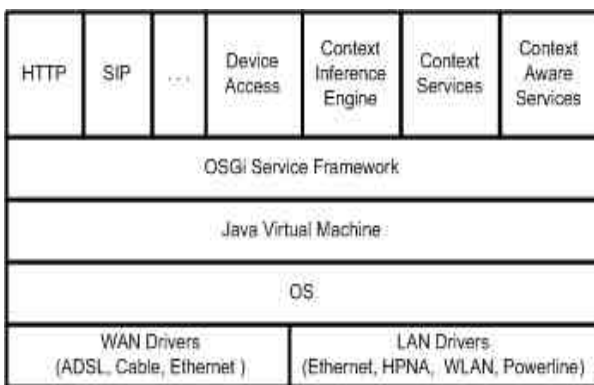 HTTP
SIP
. . .
Device
Access
Context
Inference
Engine
Context
Services
Context
Aware
Services
OSGi Service Framework
Java Virtual Machine
OS
WAN Drivers
(ADSL, Cable, Ethernet )
LAN Drivers
(Ethernet, HPNA, WLAN, Powerline)